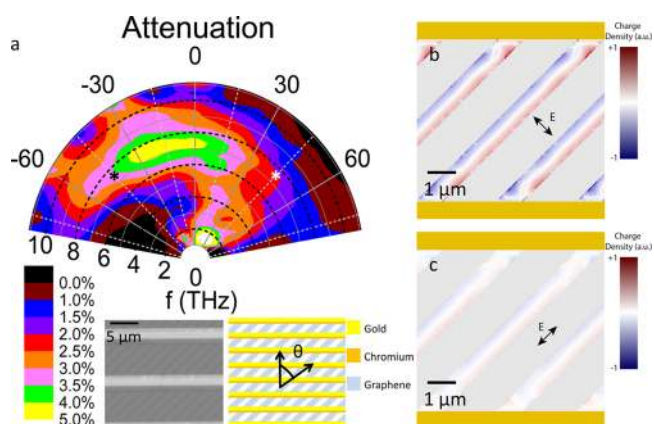 Attenuation
a
0
-30
30
-60
60
10 8 6 4 2 0
f (THz)
0.0%
1.0%
1.5%
2.0%
2.5%
3.0%
3.5%
4.0%
5.0%
5 μm
θ
Gold
Chromium
Graphene
b
E
1 μm
Charge
Density (a.u.)
+1
-1
c
E
1 μm
Charge
Density (a.u.)
+1
-1